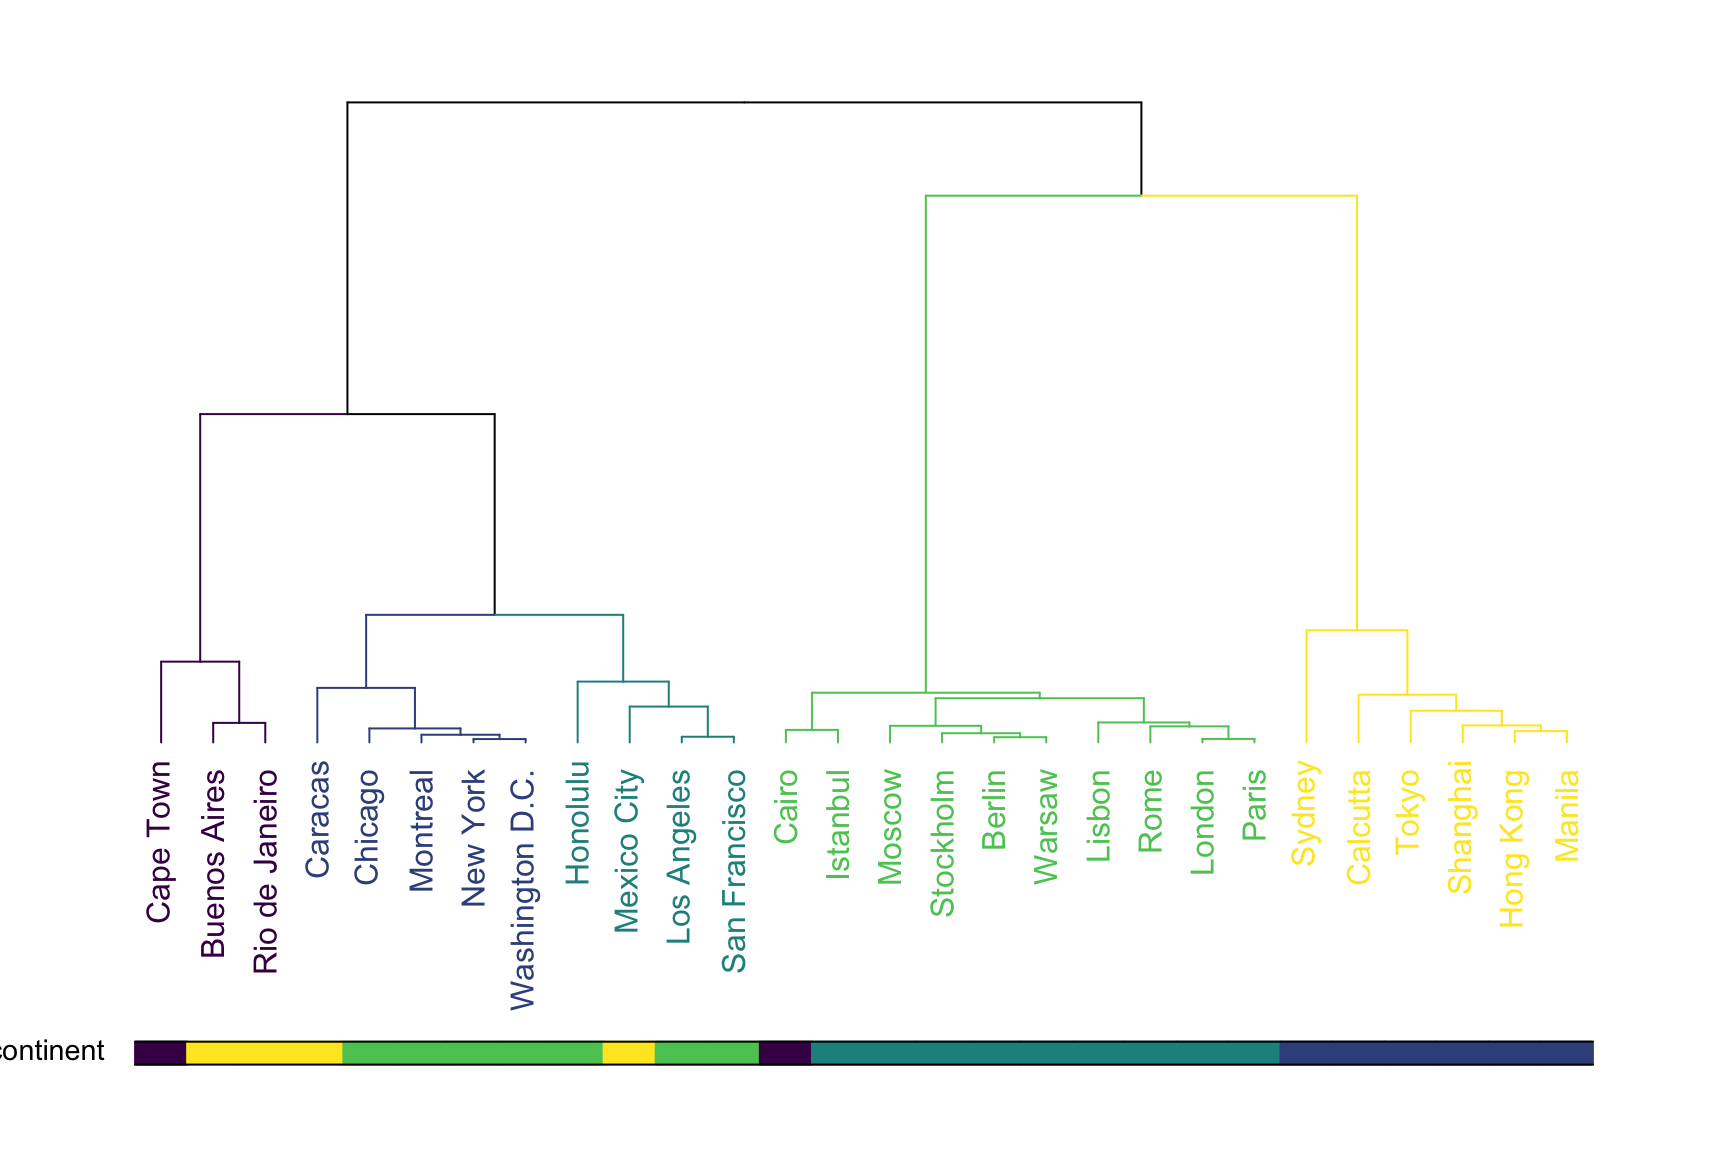 Cape Town
Buenos Aires
Rio de Janeiro
Caracas
Chicago
Montreal
New York
Washington D.C.
Honolulu
Mexico City
Los Angeles
San Francisco
Cairo
Istanbul
Moscow
Stockholm
Berlin
Warsaw
Lisbon
Rome
London
Paris
Sydney
Calcutta
Tokyo
Shanghai
Hong Kong
Manila
continent